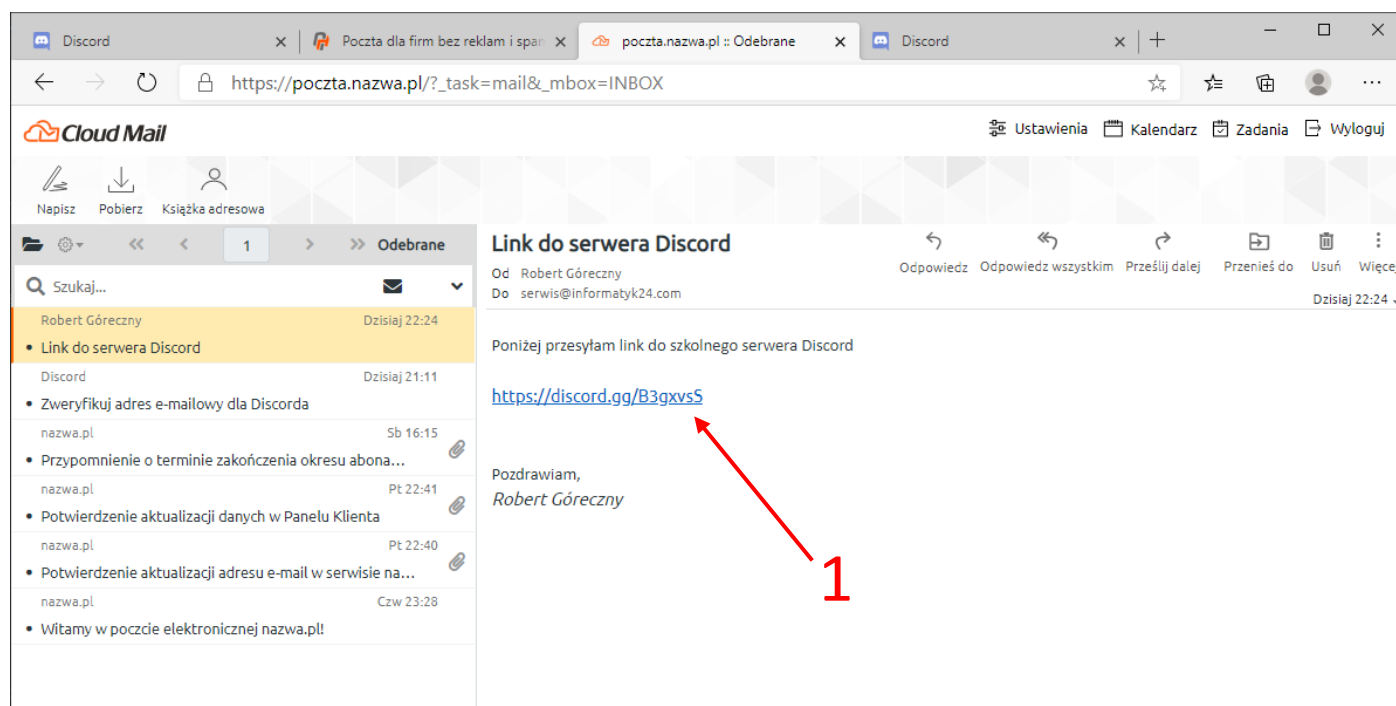 Discord
Poczta dla firm bez reklam i spam
poczta.nazwa.pl :: Odebrane
Discord
https://poczta.nazwa.pl/?_task=mail&_mbox=INBOX
Cloud Mail
Ustawienia
Kalendarz
Zadania
Wyloguj
Napisz
Pobierz
Książka adresowa
1
Odebrane
Szukaj...
Robert Góreczny Dzisiaj 22:24
• Link do serwera Discord
Discord Dzisiaj 21:11
• Zweryfikuj adres e-mailowy dla Discorda
nazwa.pl Sb 16:15
• Przypomnienie o terminie zakończenia okresu abona...
nazwa.pl Pt 22:41
• Potwierdzenie aktualizacji danych w Panelu Klienta
nazwa.pl Pt 22:40
• Potwierdzenie aktualizacji adresu e-mail w serwisie na...
nazwa.pl Czw 23:28
• Witamy w poczcie elektronicznej nazwa.pl!
Link do serwera Discord
Od Robert Góreczny
Do serwis@informatyk24.com
Odpowiedz
Odpowiedz wszystkim
Prześlij dalej
Przenieś do
Usuń
Więcej
Dzisiaj 22:24
Poniżej przesyłam link do szkolnego serwera Discord
https://discord.gg/B3gxvsS
Pozdrawiam,
Robert Góreczny
1